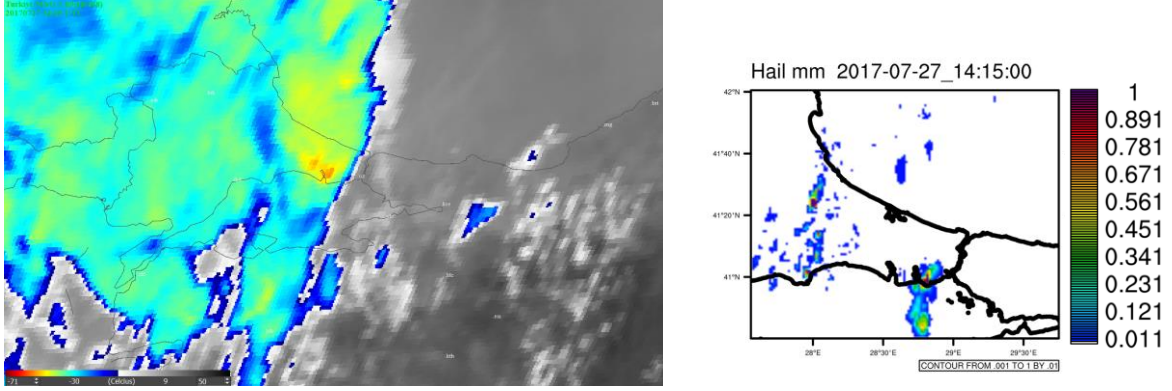 -71
-30
(Celcius)
9
50
Hail mm 2017-07-27_14:15:00
42°N
41°40'N
41°20'N
41°N
28°E
28°30'E
29°E
29°30'E
1
0.891
0.781
0.671
0.561
0.451
0.341
0.231
0.121
0.011
CONTOUR FROM .001 TO 1 BY .01